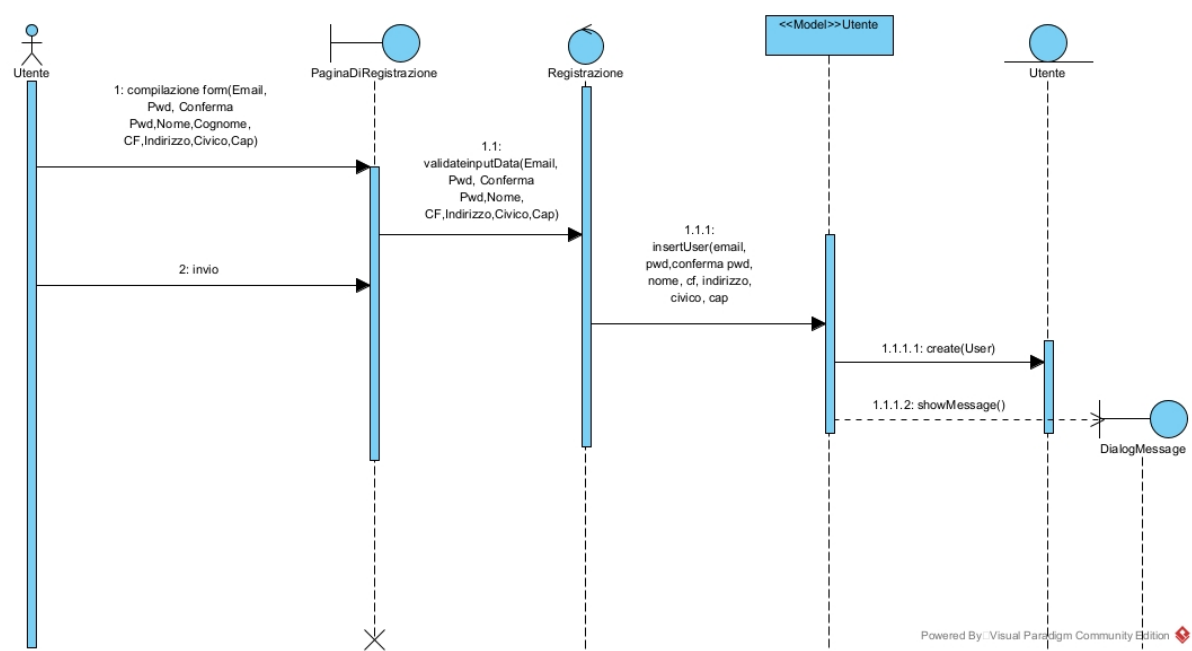 <<Model>>Utente
Utente
PaginaDiRegistrazione
Registrazione
Utente
1: compilazione form(Email,
Pwd, Conferma
Pwd,Nome,Cognome,
CF,Indirizzo,Civico,Cap)
1.1:
validateinputData(Email,
Pwd, Conferma
Pwd,Nome,
CF,Indirizzo,Civico,Cap)
1.1.1:
insertUser(email,
pwd,conferma pwd,
nome, cf, indirizzo,
civico, cap
2: invio
1.1.1.1: create(User)
1.1.1.2: showMessage()
DialogMessage
Powered By Visual Paradigm Community Edition